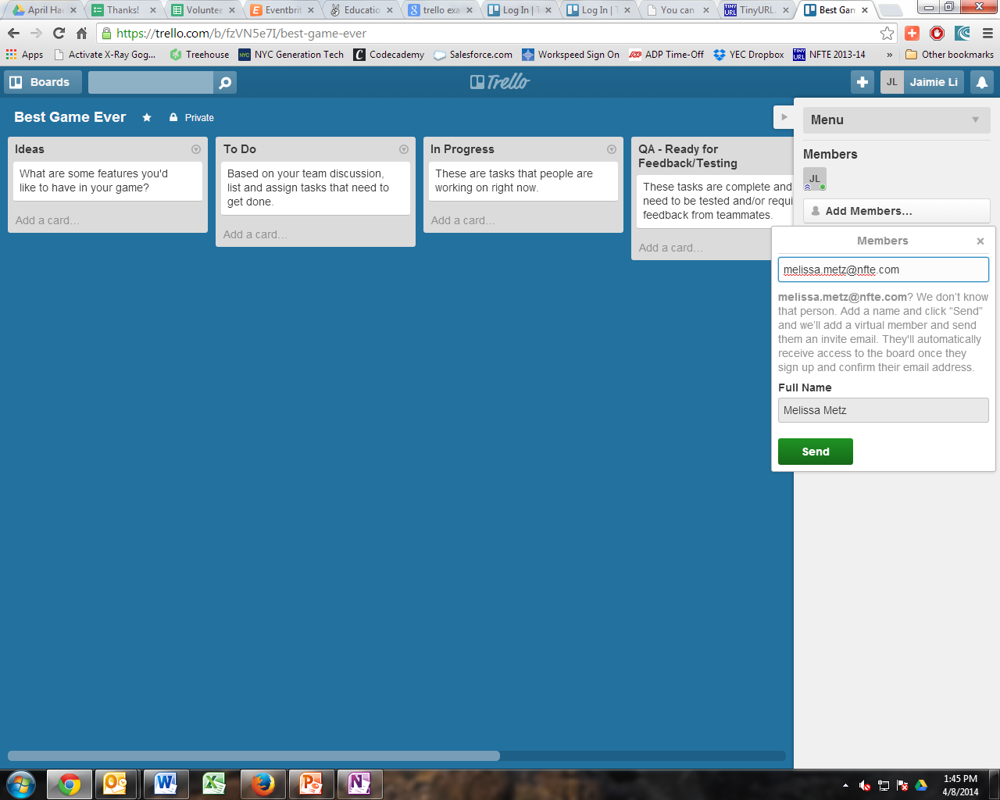 April Ha
Thanks!
Voluntee
Eventbri
Educatio
trello exa
Log In | T
Log In | T
You can
TinyURL.
Best Gam
https://trello.com/b/fzVN5e7I/best-game-ever
Apps
Activate X-Ray Gog...
Treehouse
NYC Generation Tech
Codecademy
Salesforce.com
Workspeed Sign On
ADP Time-Off
YEC Dropbox
NFTE 2013-14
»
Other bookmarks
Boards
Trello
JL
Jaimie Li
Best Game Ever
Private
Ideas
What are some features you'd
like to have in your game?
Add a card…
To Do
Based on your team discussion,
list and assign tasks that need to
get done.
Add a card…
In Progress
These are tasks that people are
working on right now.
Add a card…
QA - Ready for
Feedback/Testing
These tasks are complete and
need to be tested and/or requi
feedback from teammates.
Add a card…
Menu
Members
JL
Add Members…
Members
melissa.metz@nfte.com
melissa.metz@nfte.com? We don’t know
that person. Add a name and click “Send”
and we’ll add a virtual member and send
them an invite email. They'll automatically
receive access to the board once they
sign up and confirm their email address.
Full Name
Melissa Metz
Send
1:45 PM
4/8/2014